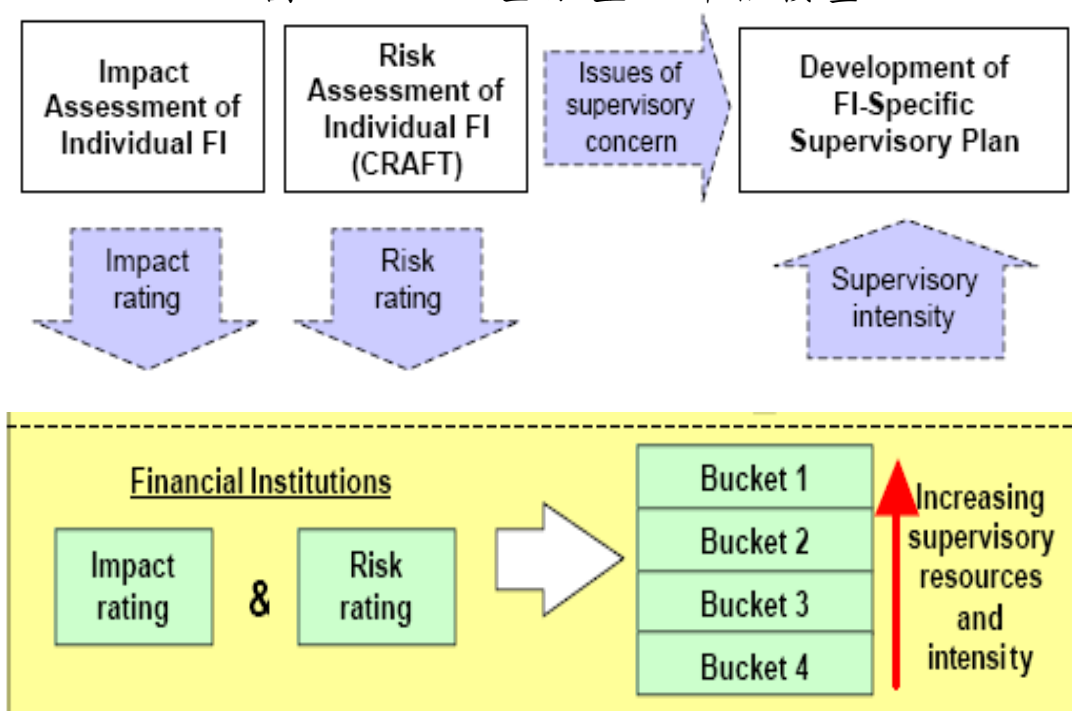 Impact
Assessment of
Individual FI
Risk
Assessment of
Individual FI
(CRAFT)
Issues of
supervisory
concern
Development of
FI-Specific
Supervisory Plan
Impact
rating
Risk
rating
Supervisory
intensity
Financial Institutions
Impact
rating
&
Risk
rating
Bucket 1
Bucket 2
Bucket 3
Bucket 4
Increasing
supervisory
resources
and
intensity